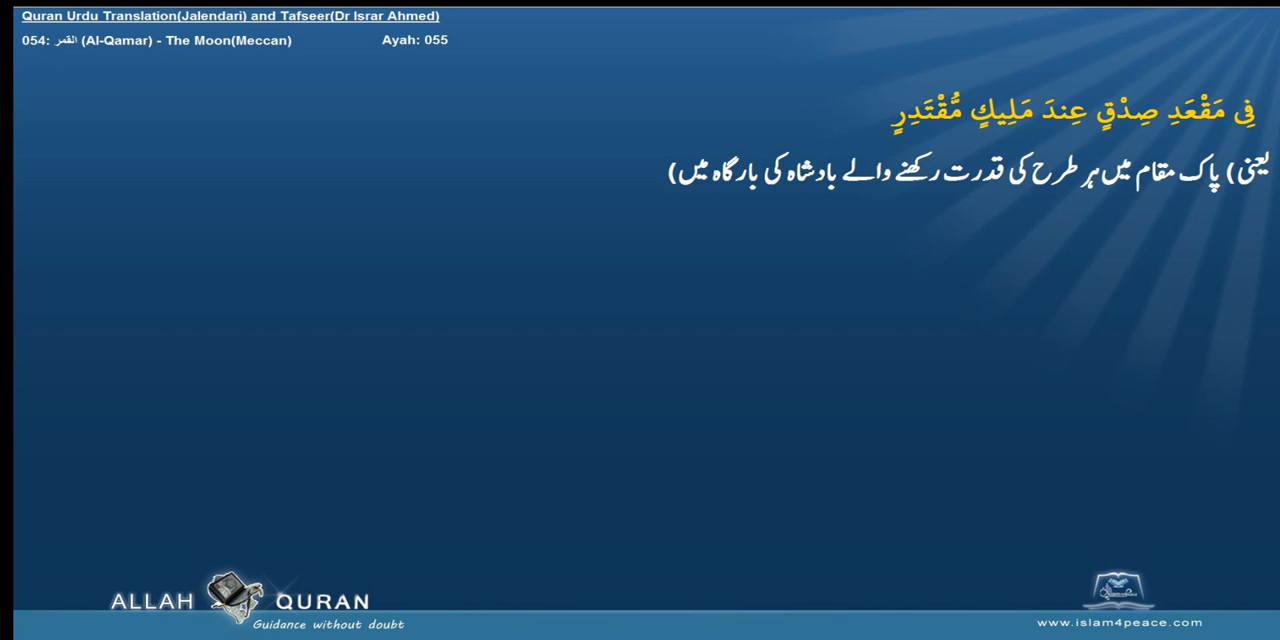 Quran Urdu Translation(Jalendari) and Tafseer(Dr Israr Ahmed)
054: القمر (Al-Qamar) - The Moon(Meccan) Ayah: 055
فِي مَقْعَدِ صِدْقٍ عِندَ مَلِيكٍ مُّقْتَدِرٍ
یعنی) پاک مقام میں ہر طرح کی قدرت رکھنے والے بادشاہ کی بارگاہ میں)
ALLAH QURAN
Guidance without doubt
www.islam4peace.com